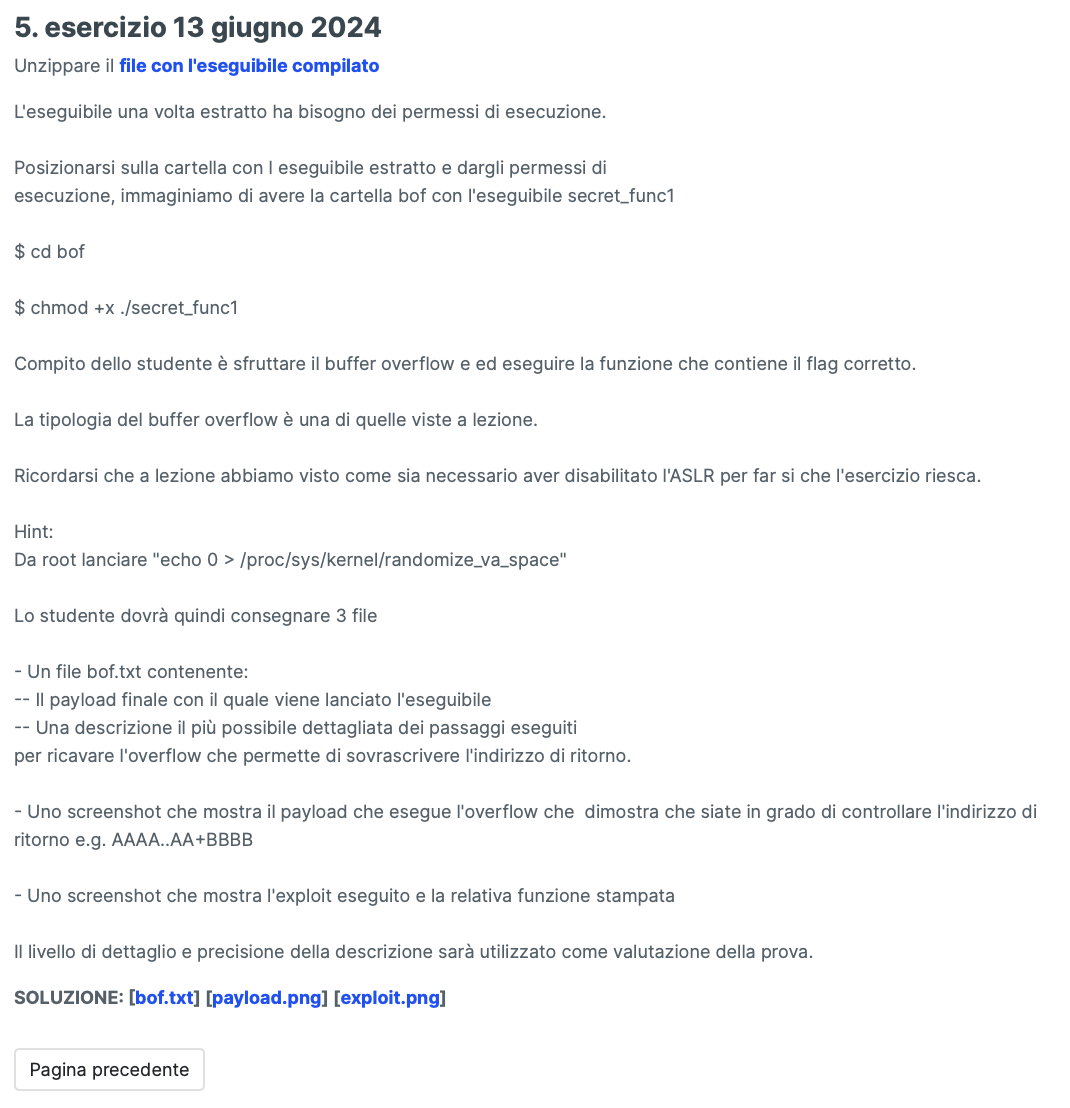 5. esercizio 13 giugno 2024
Unzippare il file con l'eseguibile compilato
L'eseguibile una volta estratto ha bisogno dei permessi di esecuzione.
Posizionarsi sulla cartella con l eseguibile estratto e dargli permessi di
esecuzione, immaginiamo di avere la cartella bof con l'eseguibile secret_func1
$ cd bof
$ chmod +x ./secret_func1
Compito dello studente è sfruttare il buffer overflow e ed eseguire la funzione che contiene il flag corretto.
La tipologia del buffer overflow è una di quelle viste a lezione.
Ricordarsi che a lezione abbiamo visto come sia necessario aver disabilitato l'ASLR per far si che l'esercizio riesca.
Hint:
Da root lanciare "echo 0 > /proc/sys/kernel/randomize_va_space"
Lo studente dovrà quindi consegnare 3 file
- Un file bof.txt contenente:
-- Il payload finale con il quale viene lanciato l'eseguibile
-- Una descrizione il più possibile dettagliata dei passaggi eseguiti
per ricavare l'overflow che permette di sovrascrivere l'indirizzo di ritorno.
- Uno screenshot che mostra il payload che esegue l'overflow che  dimostra che siate in grado di controllare l'indirizzo di
ritorno e.g. AAAA..AA+BBBB
- Uno screenshot che mostra l'exploit eseguito e la relativa funzione stampata
Il livello di dettaglio e precisione della descrizione sarà utilizzato come valutazione della prova.
SOLUZIONE: [bof.txt] [payload.png] [exploit.png]
Pagina precedente